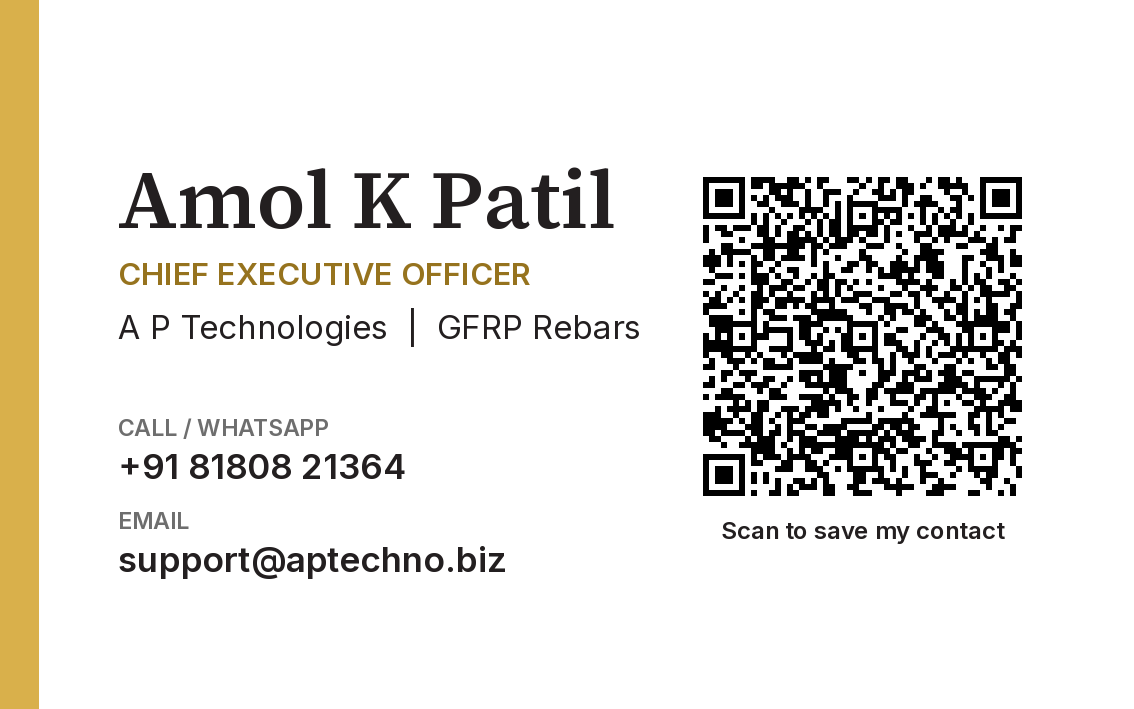 Amol K Patil
CHIEF EXECUTIVE OFFICER
A P Technologies | GFRP Rebars
CALL / WHATSAPP
+91 81808 21364
EMAIL
support@aptechno.biz
Scan to save my contact